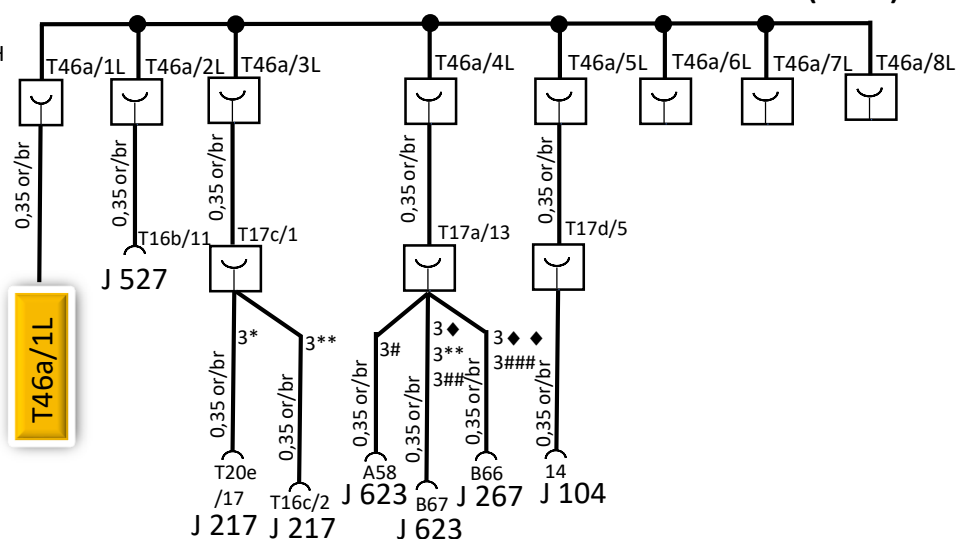 T46a/1L T46a/2L T46a/3L T46a/4L T46a/5L T46a/6L T46a/7L T46a/8L
0,35 or/br
0,35 or/br
0,35 or/br
0,35 or/br
0,35 or/br
T16b/11
J 527
T17c/1
T17a/13
T17d/5
T46a/1L
3*
3**
3#
3♦
3**
3##
3♦ ♦
3###
0,35 or/br
0,35 or/br
0,35 or/br
0,35 or/br
0,35 or/br
0,35 or/br
T20e
/17
J 217
T16c/2
J 217
A58
J 623
B67
J 623
B66
J 267
14
J 104